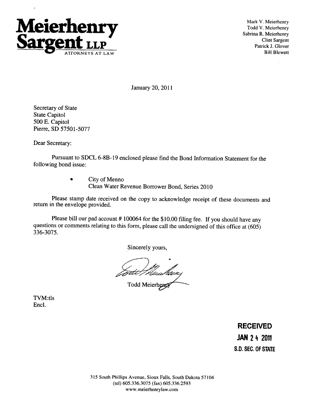 Meierhenry
Sargent LLP
ATTORNEYS AT LAW
Mark V. Meierhenry
Todd V. Meierhenry
Sabrina R. Meierhenry
Clint Sargent
Patrick J. Glover
Bill Blewett
January 20, 2011
Secretary of State
State Capitol
500 E. Capitol
Pierre, SD 57501-5077
Dear Secretary:
Pursuant to SDCL 6-8B-19 enclosed please find the Bond Information Statement for the
following bond issue:
• City of Menno
Clean Water Revenue Borrower Bond, Series 2010
Please stamp date received on the copy to acknowledge receipt of these documents and
return in the envelope provided.
Please bill our pad account # 100064 for the $10.00 filing fee. If you should have any
questions or comments relating to this form, please call the undersigned of this office at (605)
336-3075.
Sincerely yours,
Todd Meierhenry
Todd Meierhenry
TVM:tls
Encl.
RECEIVED
JAN 24 2011
S.D. SEC. OF STATE
315 South Phillips Avenue, Sioux Falls, South Dakota 57104
(tel) 605.336.3075 (fax) 605.336.2593
www.meierhenrylaw.com